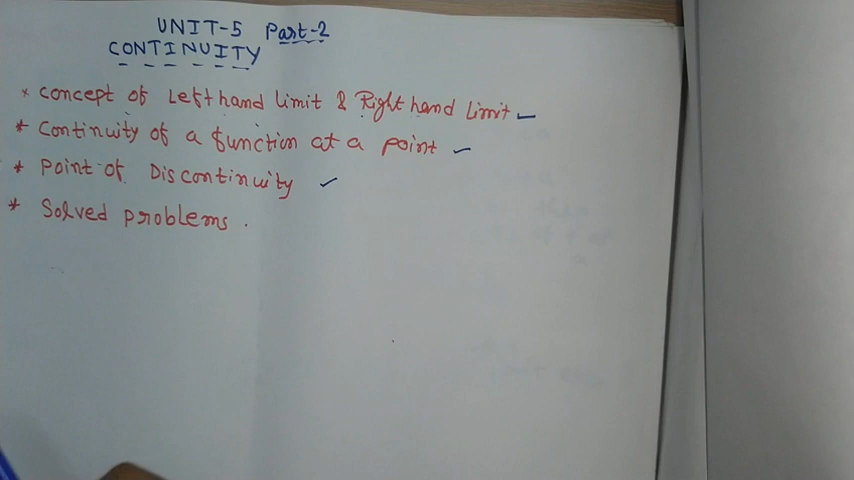 UNIT-5 Part-2
CONTINUITY
* Concept of Left hand limit & Right hand Limit
* Continuity of a function at a point
* Point of Discontinuity
* Solved problems.